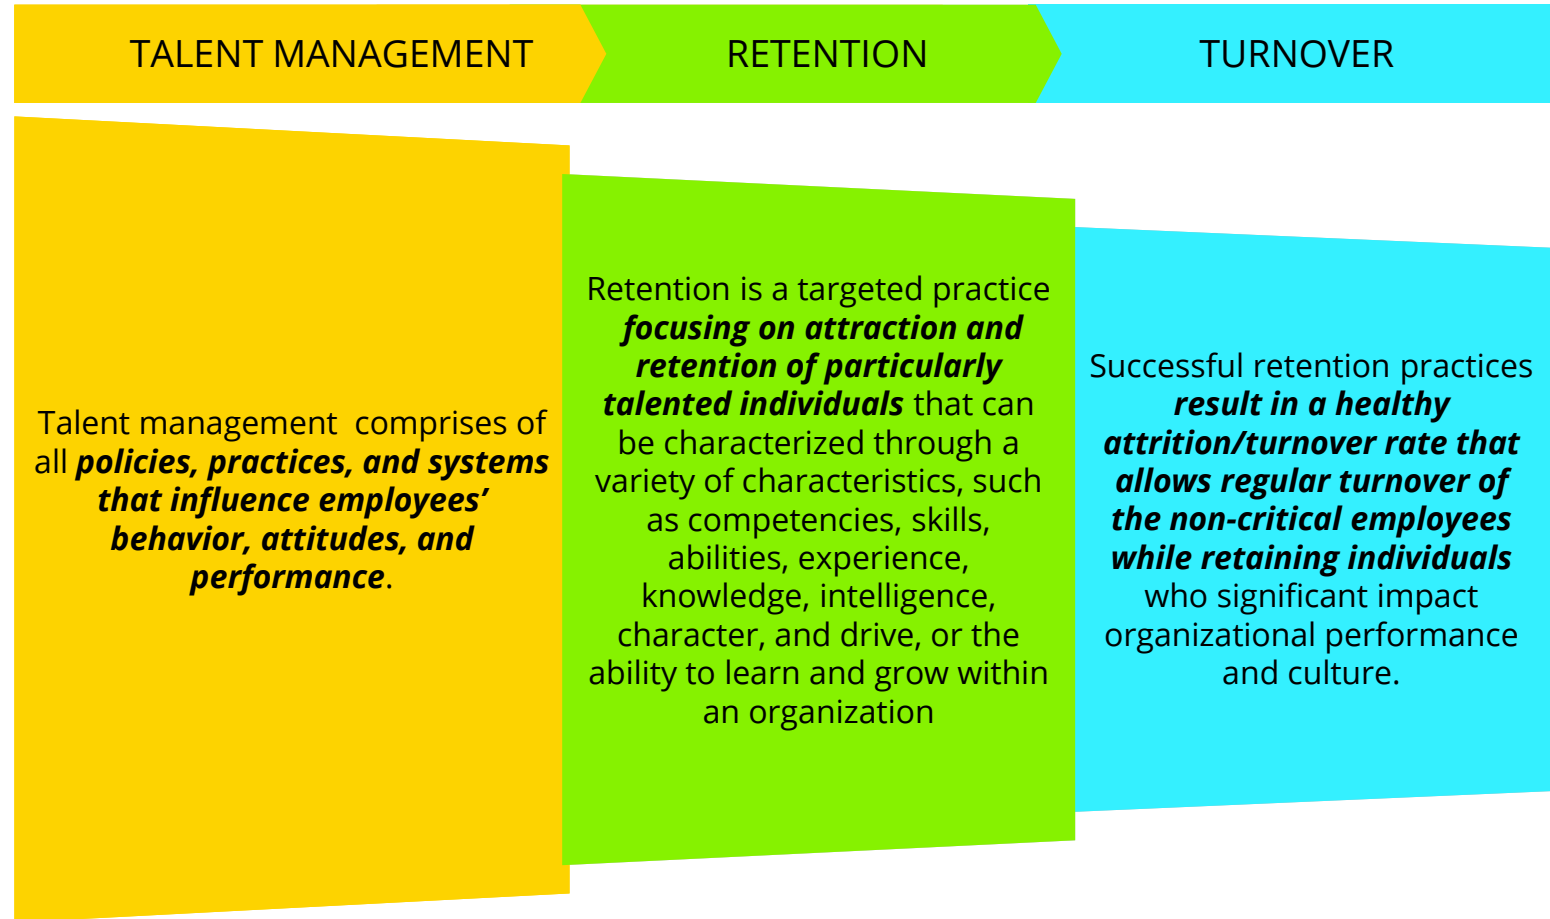 TALENT MANAGEMENT
RETENTION
TURNOVER
Talent management  comprises of
all policies, practices, and systems
that influence employees’
behavior, attitudes, and
performance.
Retention is a targeted practice
focusing on attraction and
retention of particularly
talented individuals that can
be characterized through a
variety of characteristics, such
as competencies, skills,
abilities, experience,
knowledge, intelligence,
character, and drive, or the
ability to learn and grow within
an organization
Successful retention practices
result in a healthy
attrition/turnover rate that
allows regular turnover of
the non-critical employees
while retaining individuals
who significant impact
organizational performance
and culture.